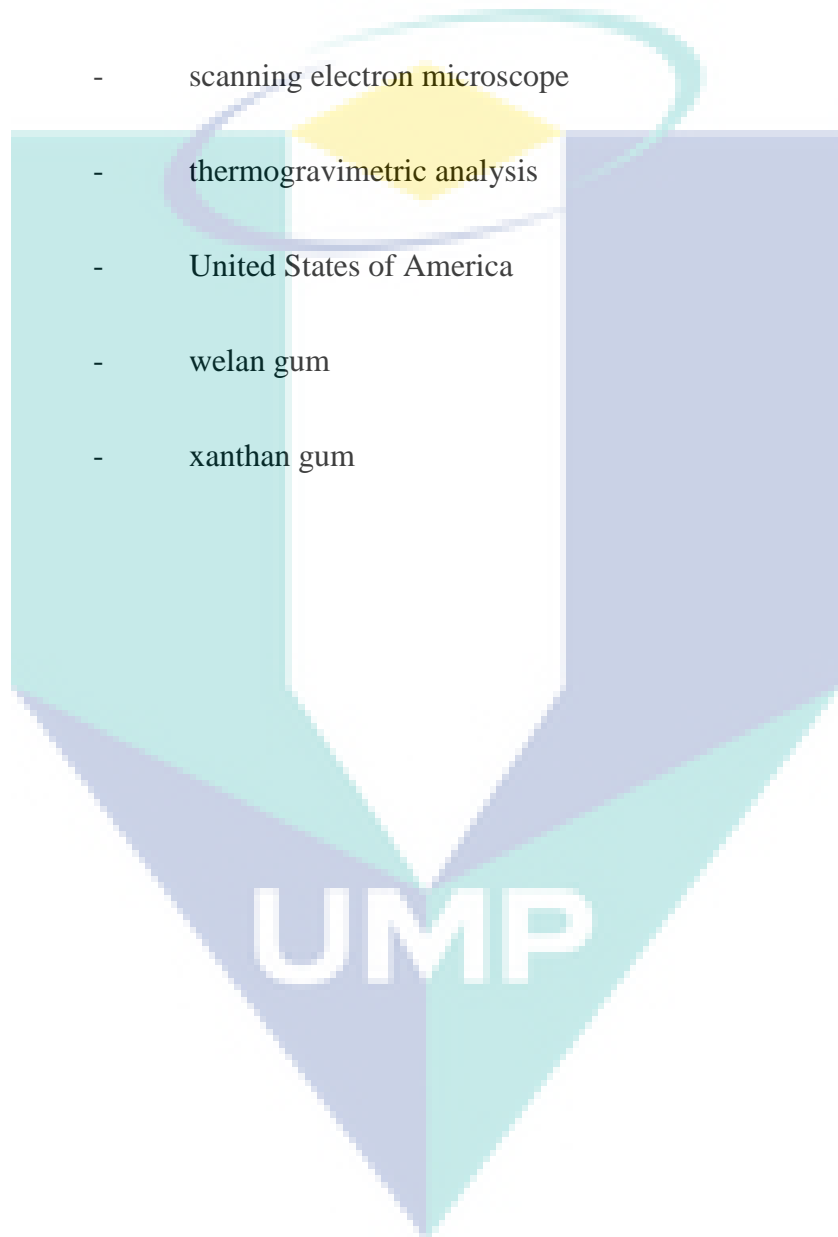 - scanning electron microscope
- thermogravimetric analysis
- United States of America
- welan gum
- xanthan gum
UMP